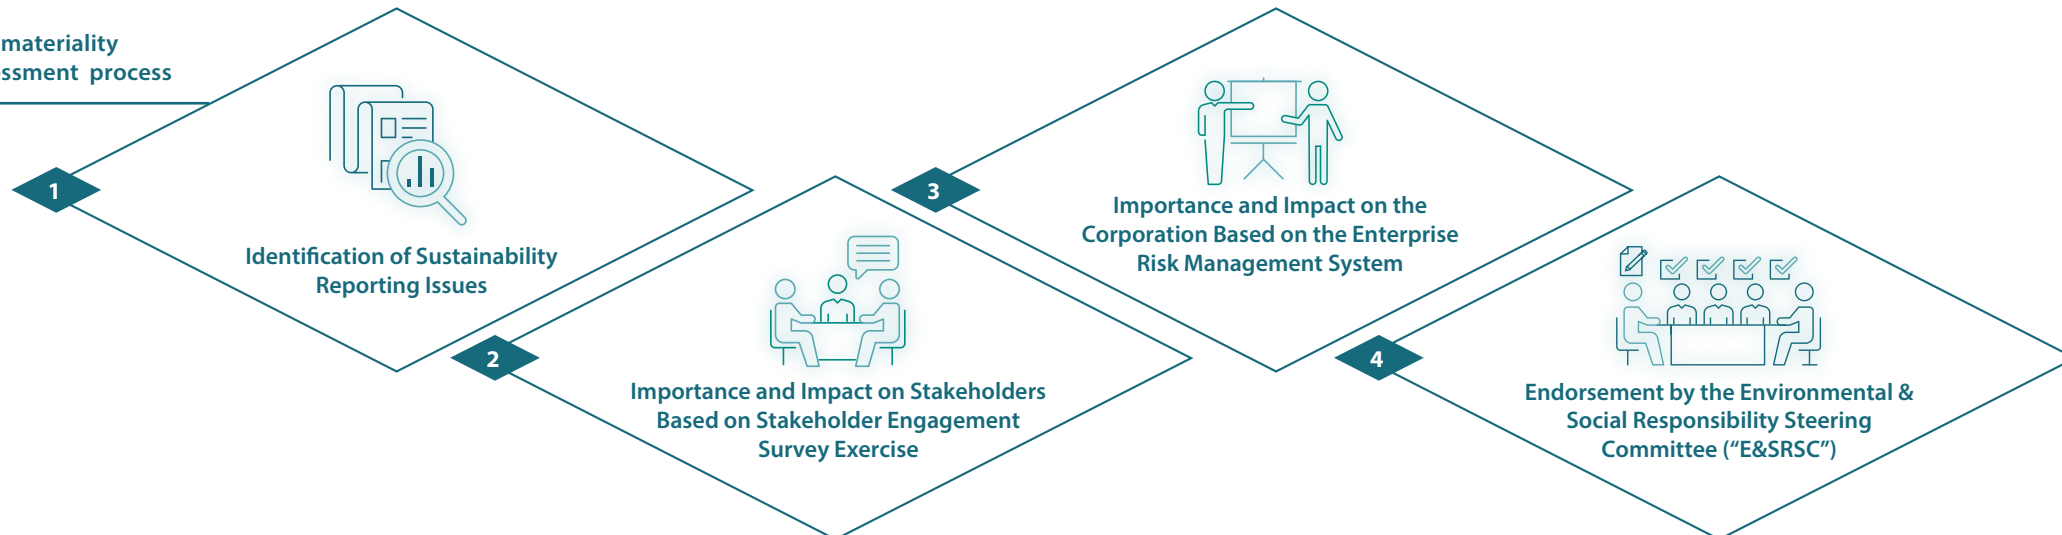 materiality
essment process
1
Identification of Sustainability
Reporting Issues
2
Importance and Impact on Stakeholders
Based on Stakeholder Engagement
Survey Exercise
3
Importance and Impact on the
Corporation Based on the Enterprise
Risk Management System
4
Endorsement by the Environmental &
Social Responsibility Steering
Committee (“E&SRSC”)